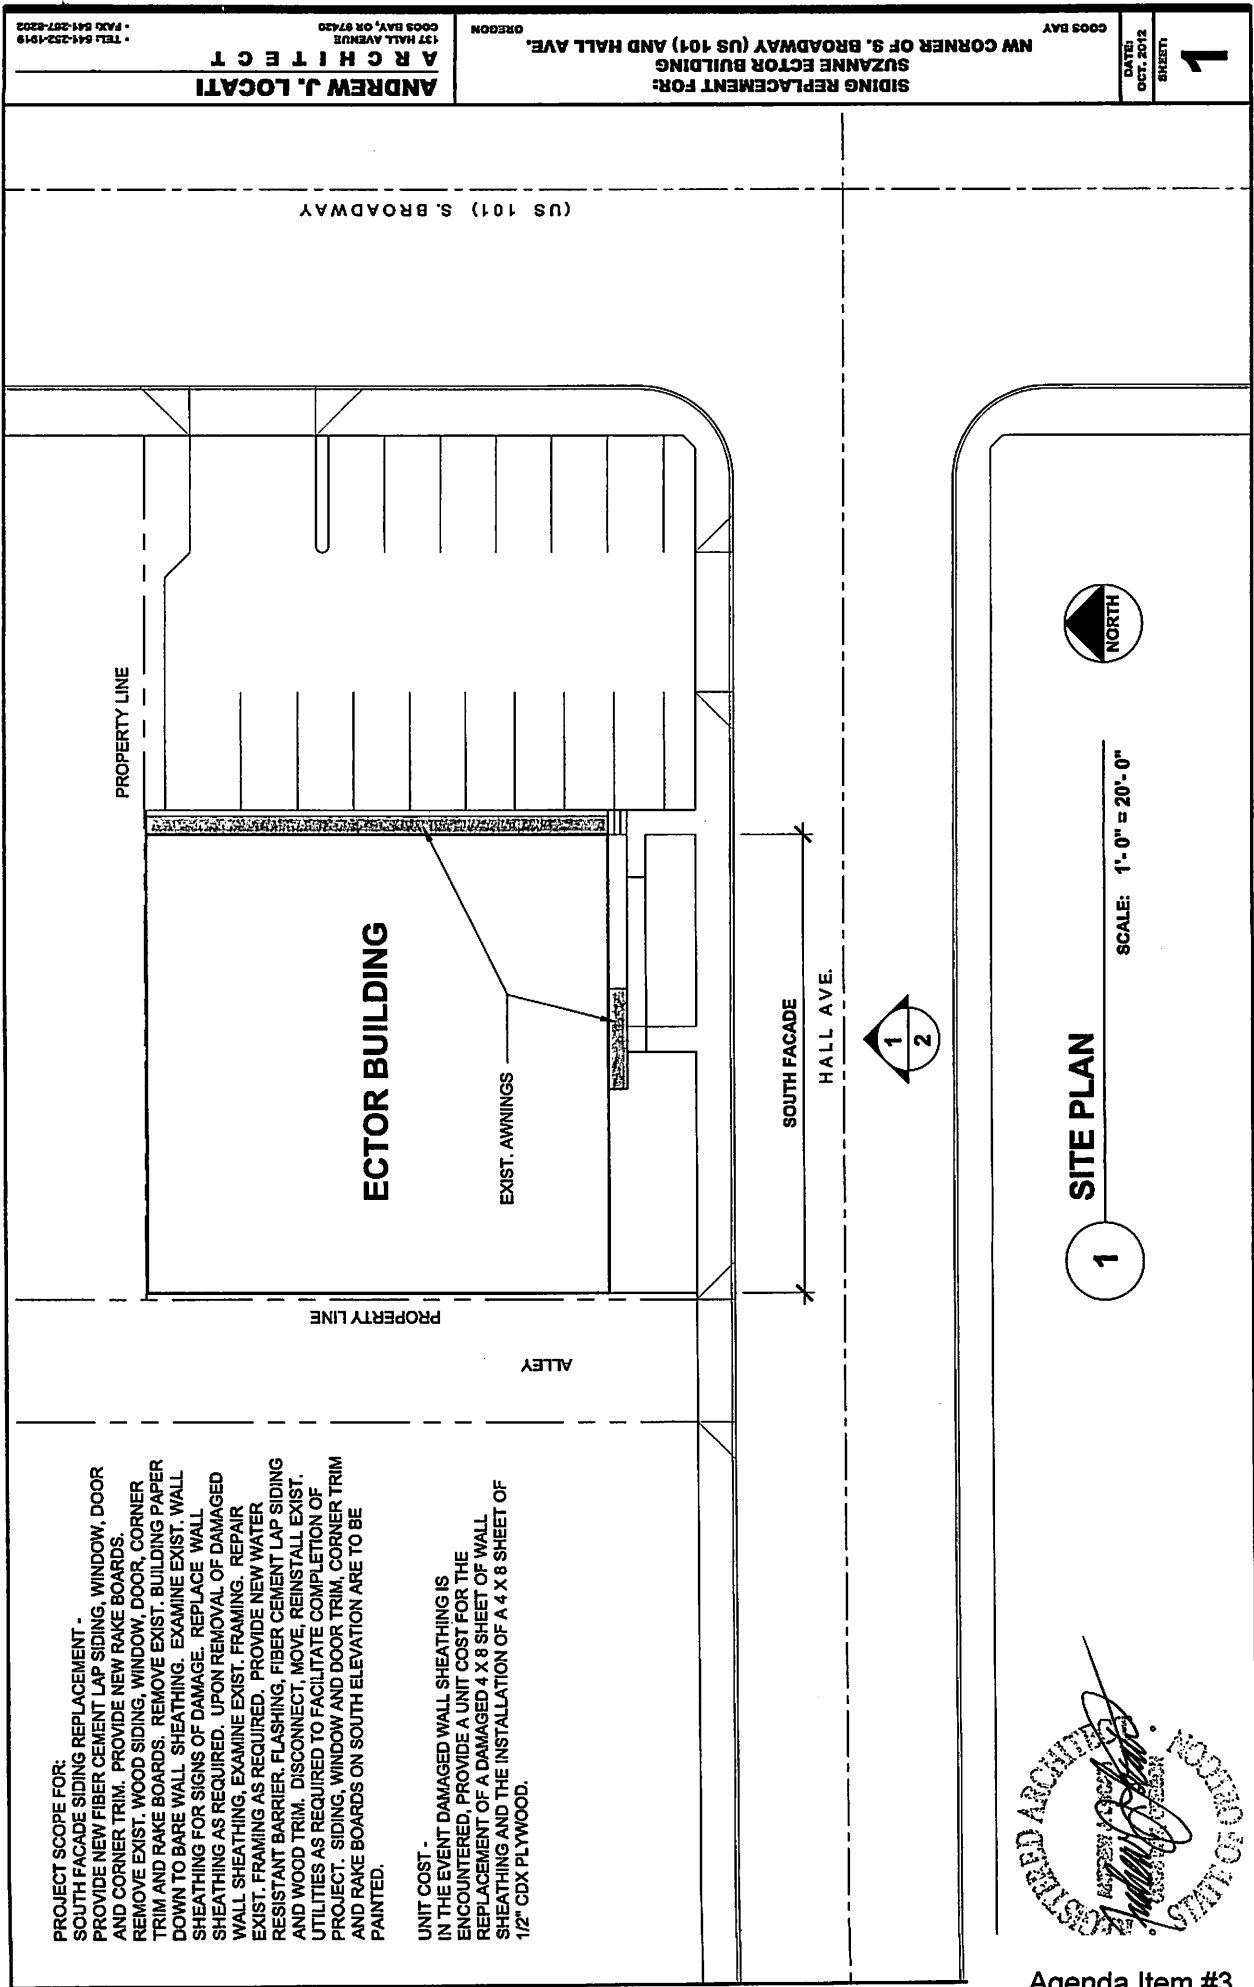 PROJECT SCOPE FOR:
SOUTH FACADE SIDING REPLACEMENT -
PROVIDE NEW FIBER CEMENT LAP SIDING, WINDOW, DOOR
AND CORNER TRIM. PROVIDE NEW RAKE BOARDS.
REMOVE EXIST. WOOD SIDING, WINDOW, DOOR, CORNER
TRIM AND RAKE BOARDS. REMOVE EXIST. BUILDING PAPER
DOWN TO BARE WALL SHEATHING. EXAMINE EXIST. WALL
SHEATHING FOR SIGNS OF DAMAGE. REPLACE WALL
SHEATHING AS REQUIRED. UPON REMOVAL OF DAMAGED
WALL SHEATHING, EXAMINE EXIST. FRAMING. REPAIR
EXIST. FRAMING AS REQUIRED. PROVIDE NEW WATER
RESISTANT BARRIER, FLASHING, FIBER CEMENT LAP SIDING
AND WOOD TRIM. DISCONNECT, MOVE, REINSTALL EXIST.
UTILITIES AS REQUIRED TO FACILITATE COMPLETION OF
PROJECT. SIDING, WINDOW AND DOOR TRIM, CORNER TRIM
AND RAKE BOARDS ON SOUTH ELEVATION ARE TO BE
PAINTED.
UNIT COST -
IN THE EVENT DAMAGED WALL SHEATHING IS
ENCOUNTERED, PROVIDE A UNIT COST FOR THE
REPLACEMENT OF A DAMAGED 4 X 8 SHEET OF WALL
SHEATHING AND THE INSTALLATION OF A 4 X 8 SHEET OF
1/2" CDX PLYWOOD.
ALLEY
PROPERTY LINE
ECTOR BUILDING
EXIST. AWNINGS
PROPERTY LINE
SOUTH FACADE
HALL AVE.
1
2
(US 101) S. BROADWAY
1
SITE PLAN
SCALE: 1'- 0" = 20'- 0"
NORTH
REGISTERED ARCHITECT
ANDREW J. LOCATI
STATE OF OREGON
ANDREW J. LOCATI
ARCHITECT
137 HALL AVENUE
COOS BAY, OR 97420
• TEL: 541-252-1919
• FAX: 541-267-8202
SIDING REPLACEMENT FOR:
SUZANNE ECTOR BUILDING
NW CORNER OF S. BROADWAY (US 101) AND HALL AVE.
COOS BAY
OREGON
DATE:
OCT. 2012
SHEET:
1
Agenda Item #3